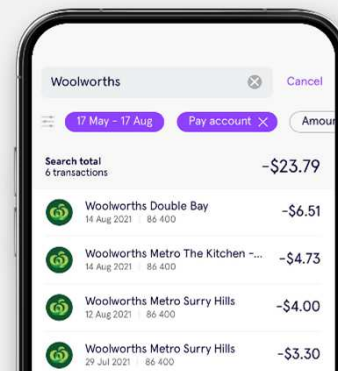 Woolworths
Cancel
17 May - 17 Aug
Pay account
Search total
6 transactions
-$23.79
Woolworths Double Bay
14 Aug 2021 | 86 400
-$6.51
Woolworths Metro The Kitchen -...
14 Aug 2021 | 86 400
-$4.73
Woolworths Metro Surry Hills
12 Aug 2021 | 86 400
-$4.00
Woolworths Metro Surry Hills
29 Jul 2021 | 86 400
-$3.30